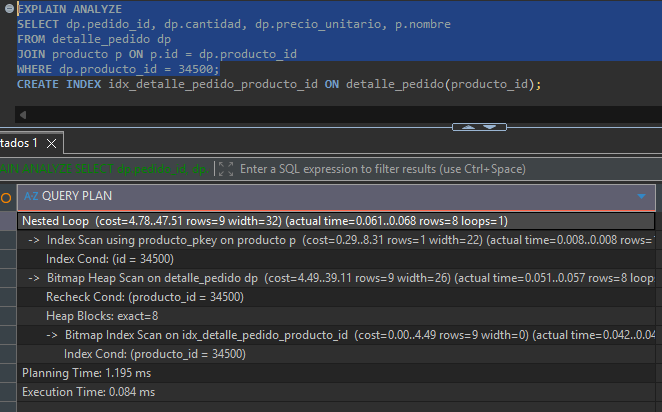 EXPLAIN ANALYZE
SELECT dp.pedido_id, dp.cantidad, dp.precio_unitario, p.nombre
FROM detalle_pedido dp
JOIN producto p ON p.id = dp.producto_id
WHERE dp.producto_id = 34500;
CREATE INDEX idx_detalle_pedido_producto_id ON detalle_pedido(producto_id);
tados 1
AIN ANALYZE SELECT dp.pedido_id, dp.
Enter a SQL expression to filter results (use Ctrl+Space)
A-Z QUERY PLAN
Nested Loop (cost=4.78..47.51 rows=9 width=32) (actual time=0.061..0.068 rows=8 loops=1)
-> Index Scan using producto_pkey on producto p (cost=0.29..8.31 rows=1 width=22) (actual time=0.008..0.008 rows=
Index Cond: (id = 34500)
-> Bitmap Heap Scan on detalle_pedido dp (cost=4.49..39.11 rows=9 width=26) (actual time=0.051..0.057 rows=8 loop
Recheck Cond: (producto_id = 34500)
Heap Blocks: exact=8
-> Bitmap Index Scan on idx_detalle_pedido_producto_id (cost=0.00..4.49 rows=9 width=0) (actual time=0.042..0.04
Index Cond: (producto_id = 34500)
Planning Time: 1.195 ms
Execution Time: 0.084 ms